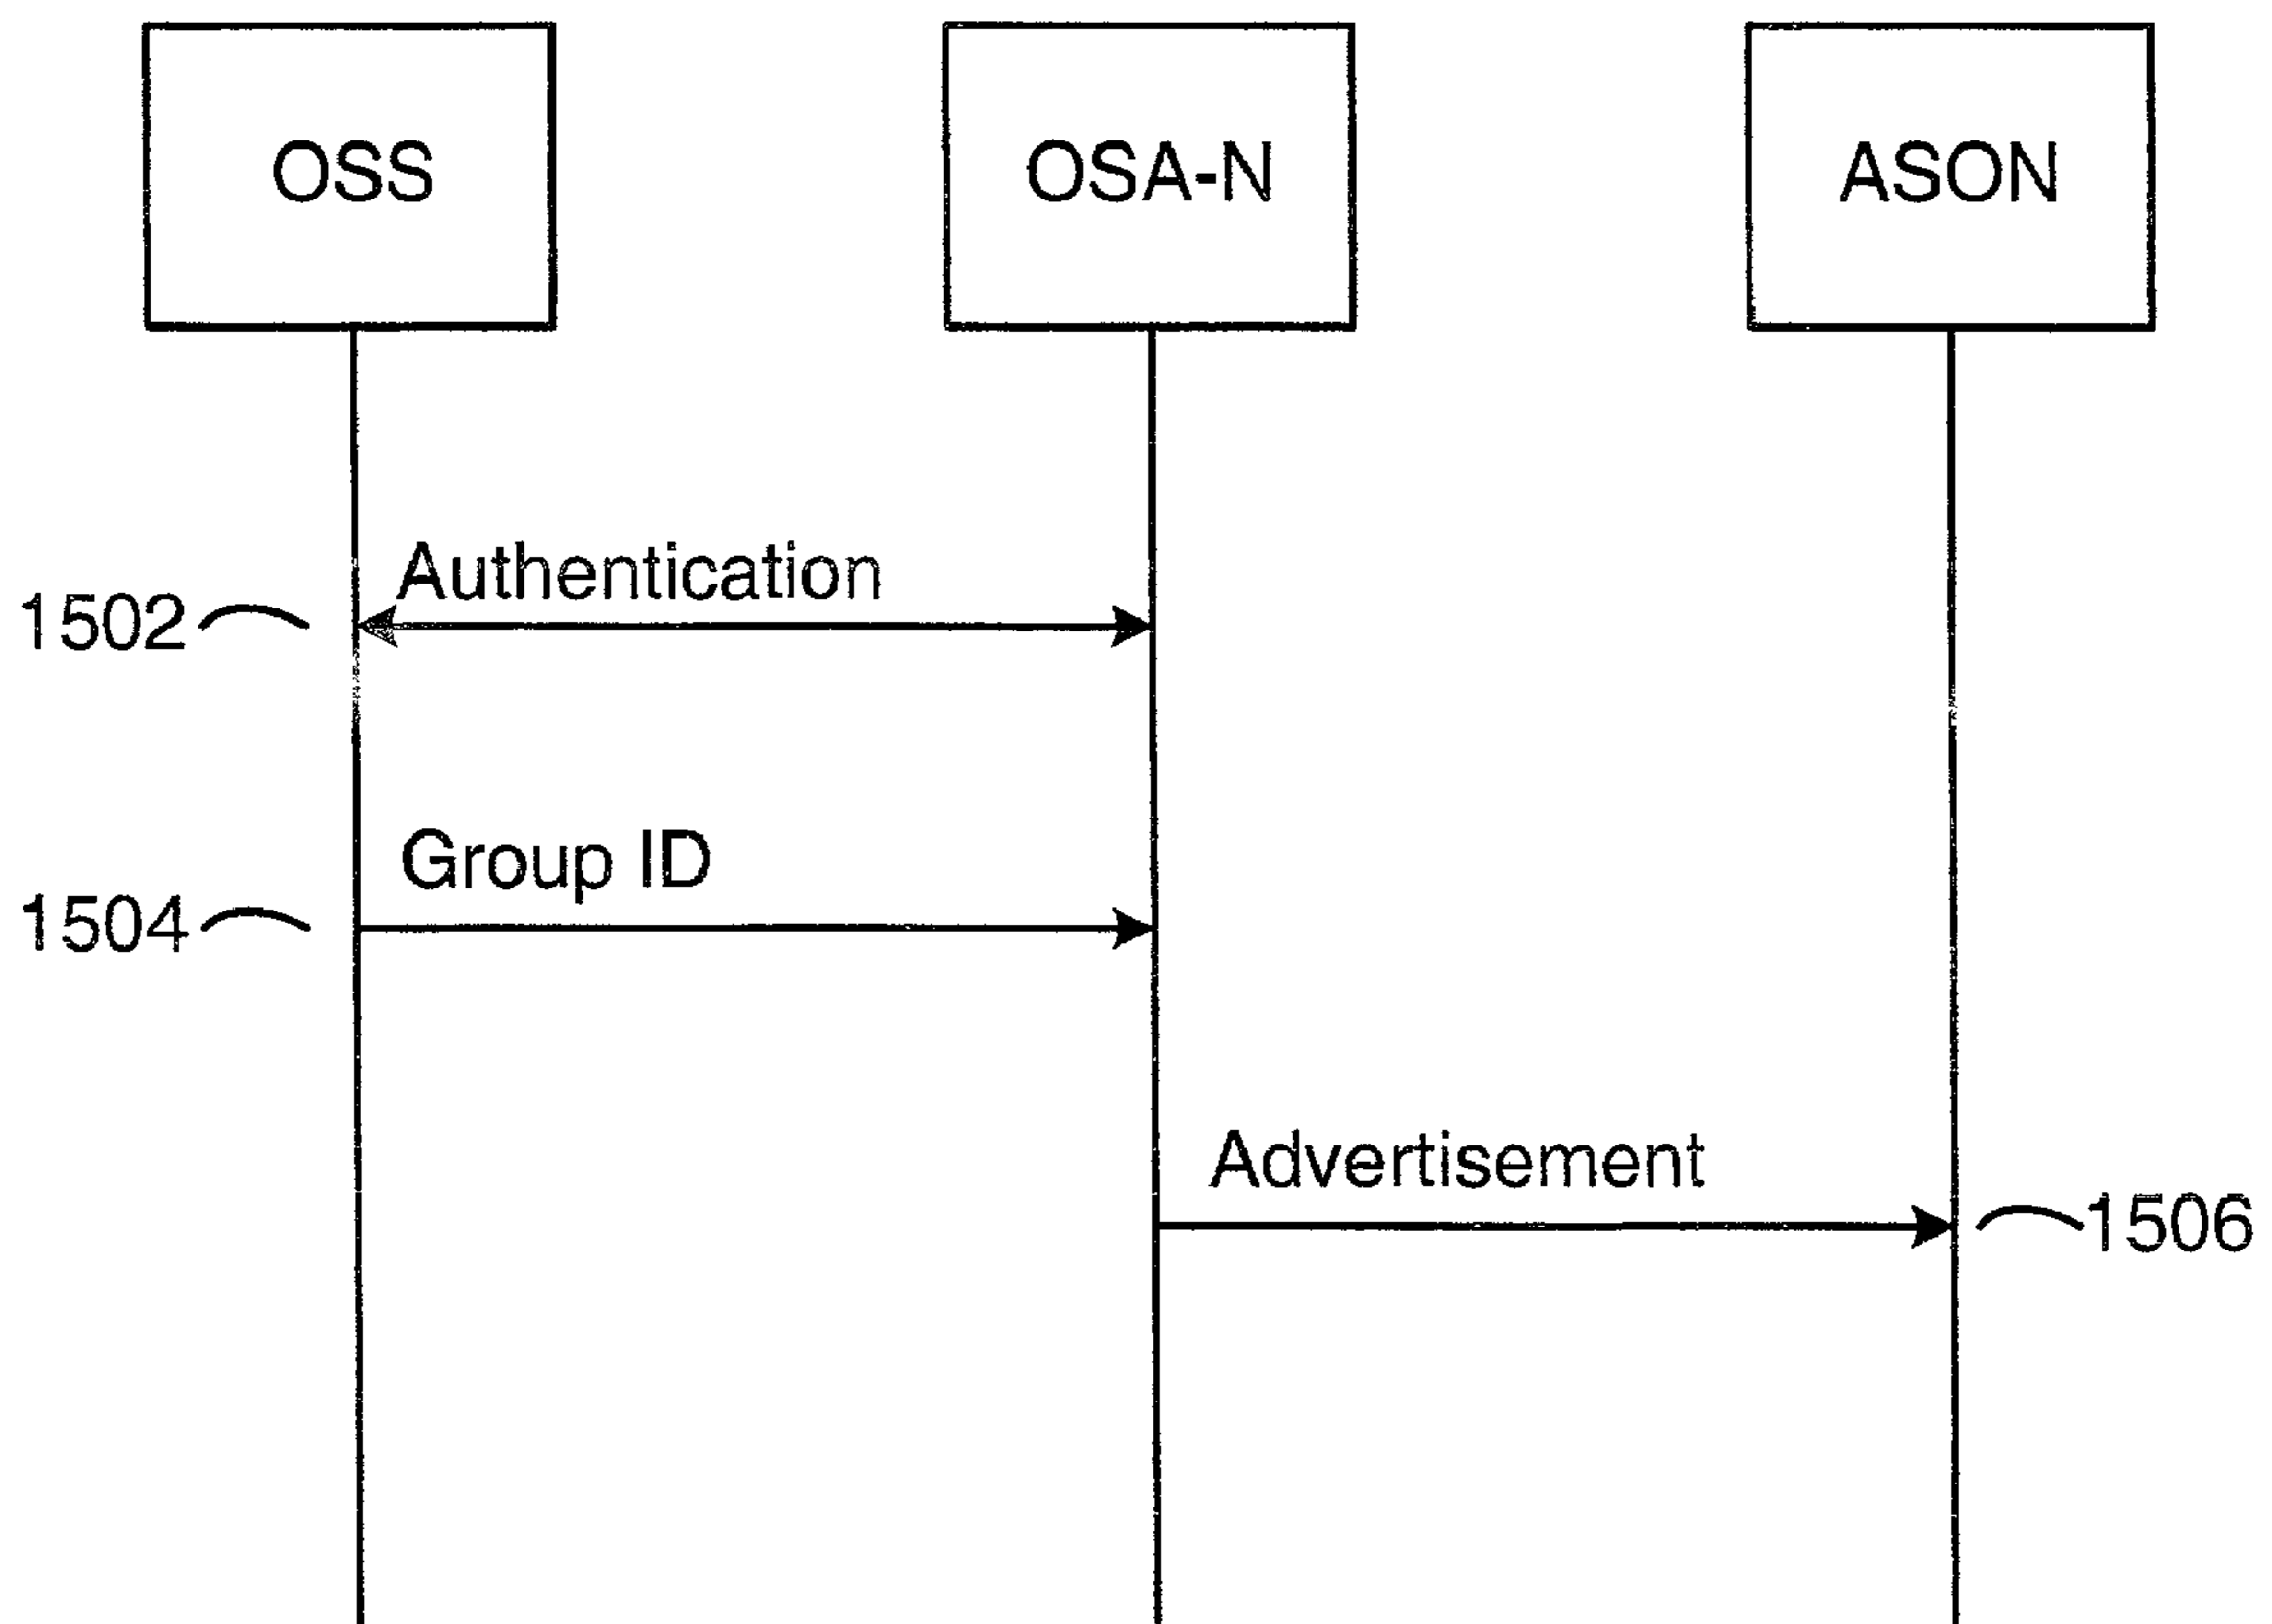 OSS
OSA-N
ASON
Authentication
1502
Group ID
1504
Advertisement
1506